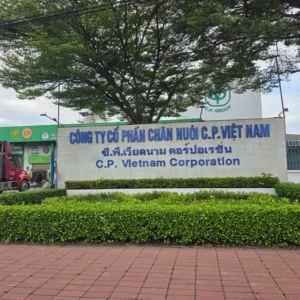 C.P. GROUP
CÔNG TY CỔ PHẦN CHĂN NUÔI C.P. VIỆT NAM
ซี.พี.เวียดนาม คอร์ปอเรชั่น
C.P. Vietnam Corporation